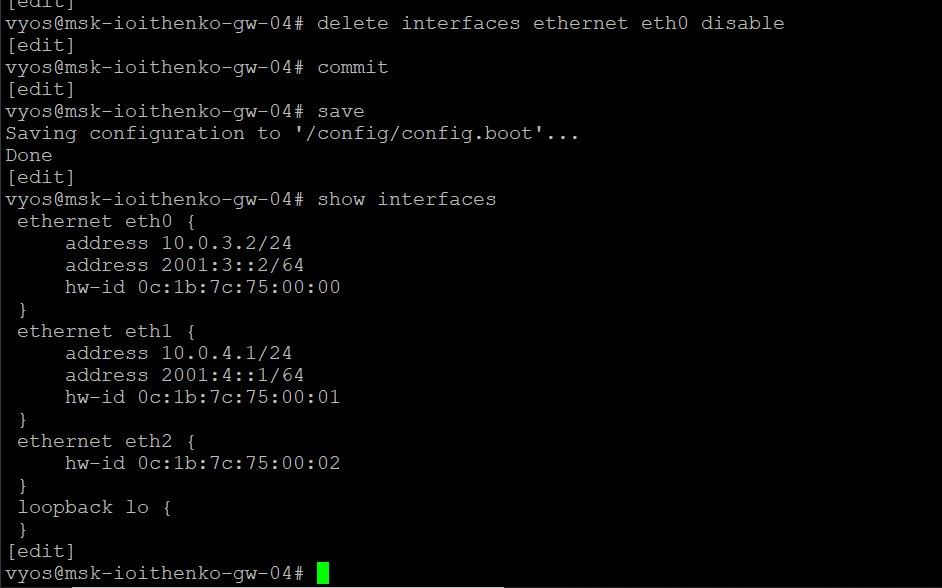 [edit]
vyos@msk-ioithenko-gw-04# delete interfaces ethernet eth0 disable
[edit]
vyos@msk-ioithenko-gw-04# commit
[edit]
vyos@msk-ioithenko-gw-04# save
Saving configuration to '/config/config.boot'...
Done
[edit]
vyos@msk-ioithenko-gw-04# show interfaces
 ethernet eth0 {
     address 10.0.3.2/24
     address 2001:3::2/64
     hw-id 0c:1b:7c:75:00:00
 }
 ethernet eth1 {
     address 10.0.4.1/24
     address 2001:4::1/64
     hw-id 0c:1b:7c:75:00:01
 }
 ethernet eth2 {
     hw-id 0c:1b:7c:75:00:02
 }
 loopback lo {
 }
[edit]
vyos@msk-ioithenko-gw-04#